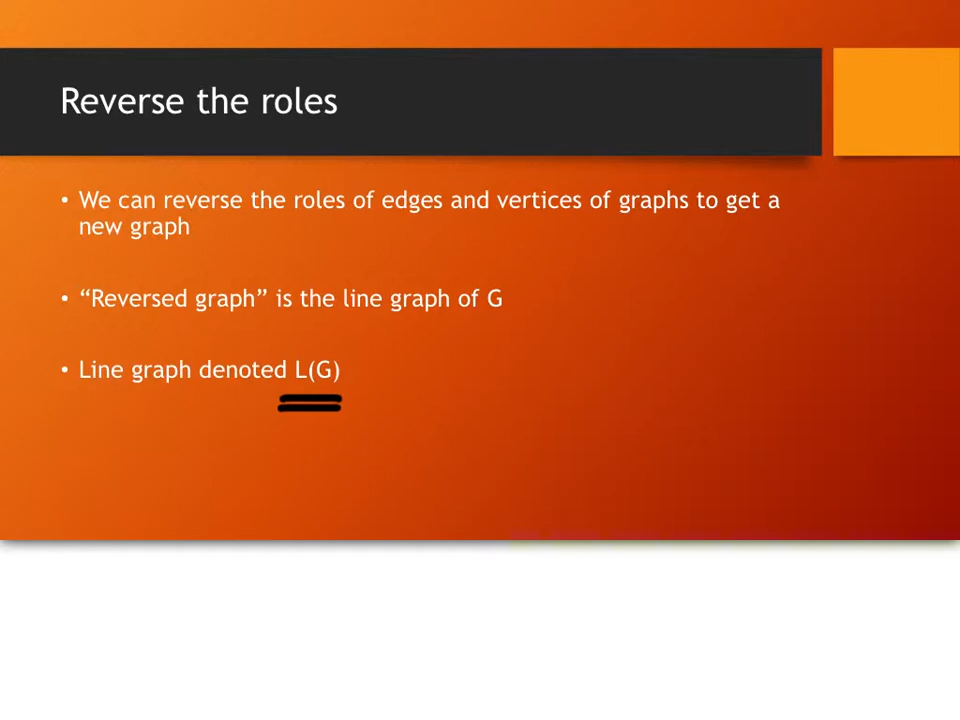 Reverse the roles
• We can reverse the roles of edges and vertices of graphs to get a
new graph
• “Reversed graph” is the line graph of G
• Line graph denoted L(G)